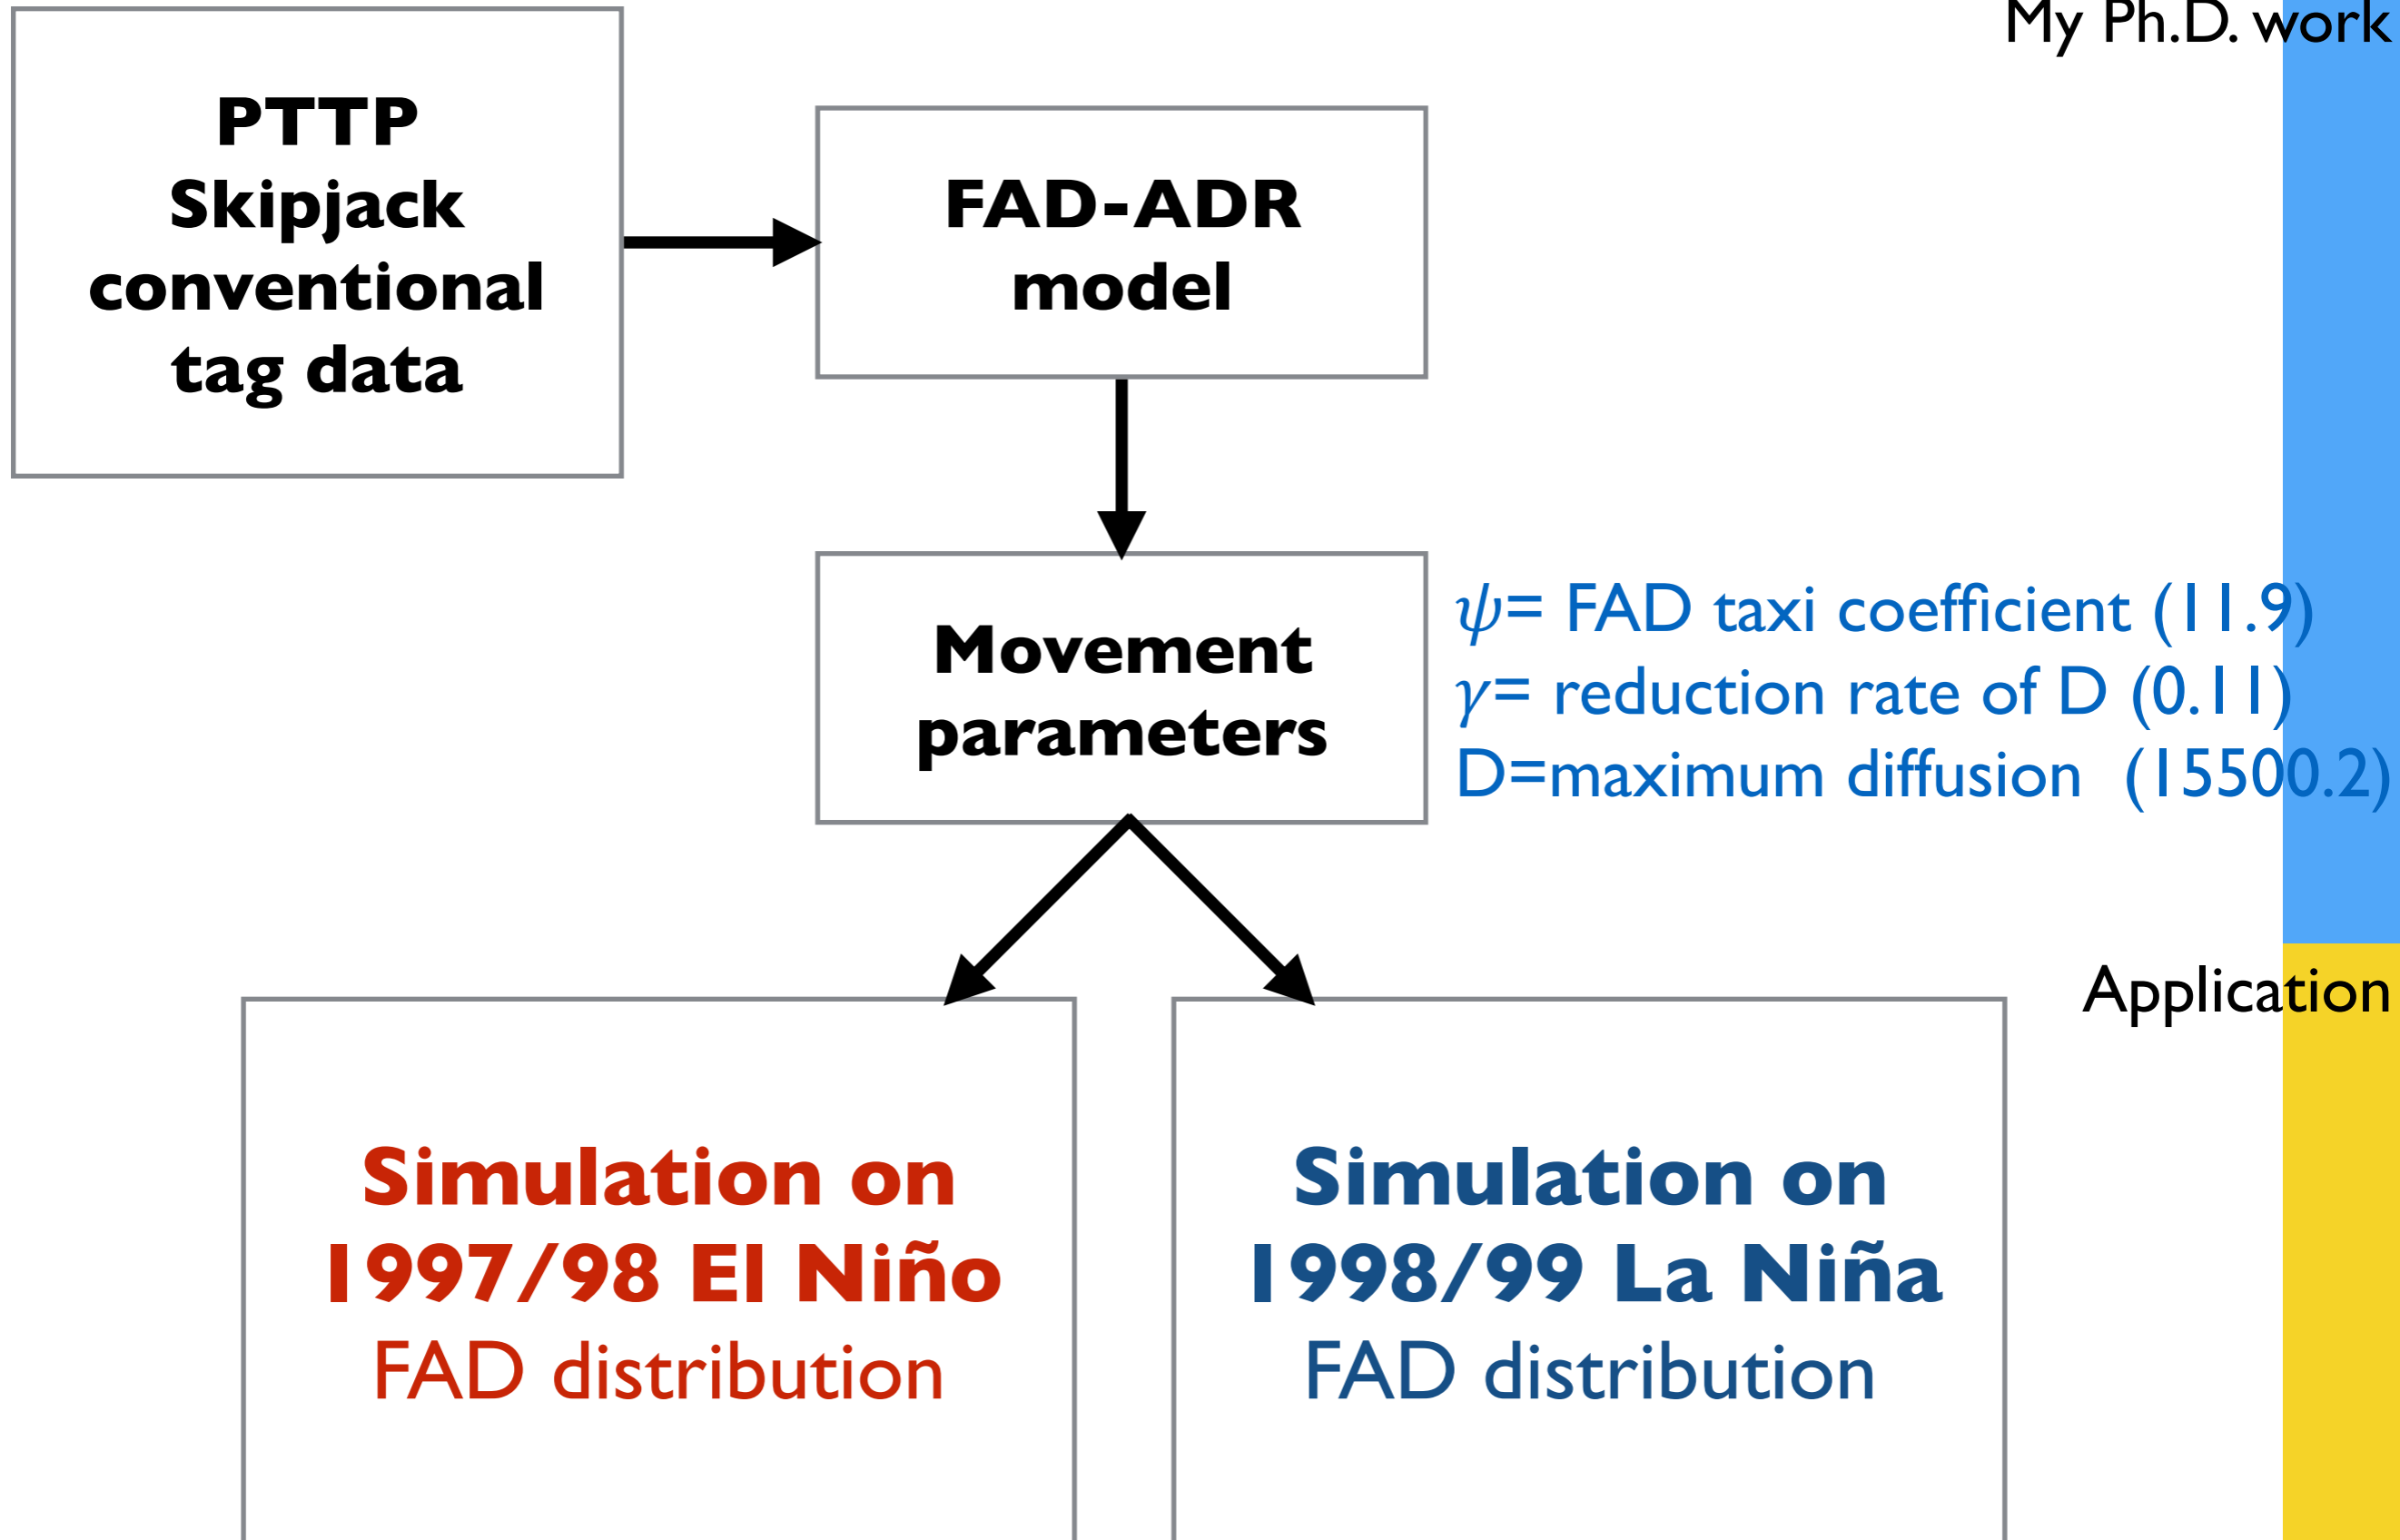 My Ph.D. work
PTTP
Skipjack
conventional
tag data
FAD-ADR
model
Movement
parameters
ψ= FAD taxi coefficient (11.9)
γ= reduction rate of D (0.11)
D=maximum diffusion (15500.2)
Application
Simulation on
1997/98 El Niño
FAD distribution
Simulation on
1998/99 La Niña
FAD distribution